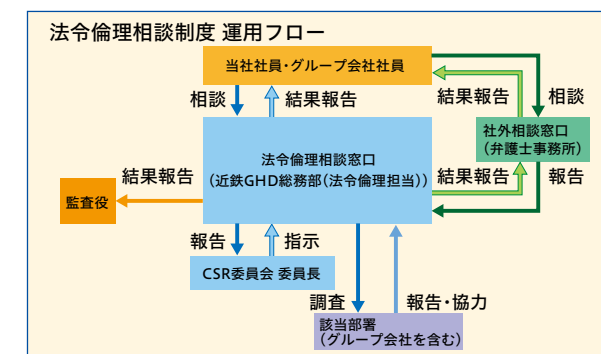 法令倫理相談制度 運用フロー
当社社員・グループ会社社員
相談
結果報告
結果報告
相談
社外相談窓口
(弁護士事務所)
法令倫理相談窓口
(近鉄GHD総務部(法令倫理担当))
結果報告
報告
結果報告
監査役
報告
指示
CSR委員会 委員長
調査
報告・協力
該当部署
(グループ会社を含む)